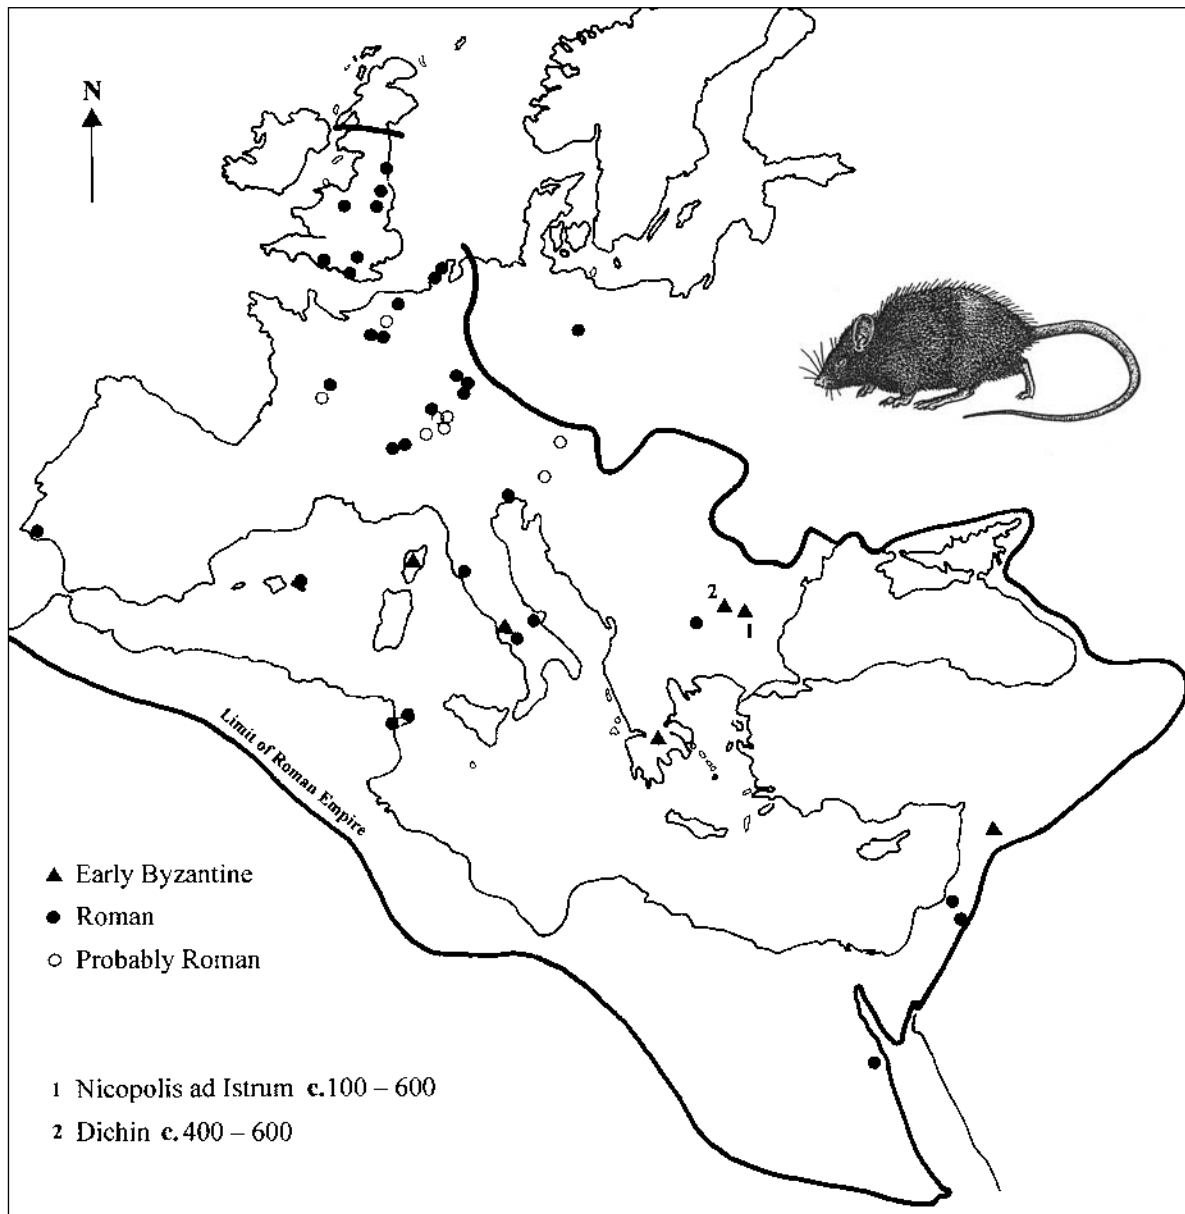 N
2
1
Limit of Roman Empire
▲ Early Byzantine
● Roman
○ Probably Roman
1 Nicopolis ad Istrum c.100 – 600
2 Dichin c.400 – 600